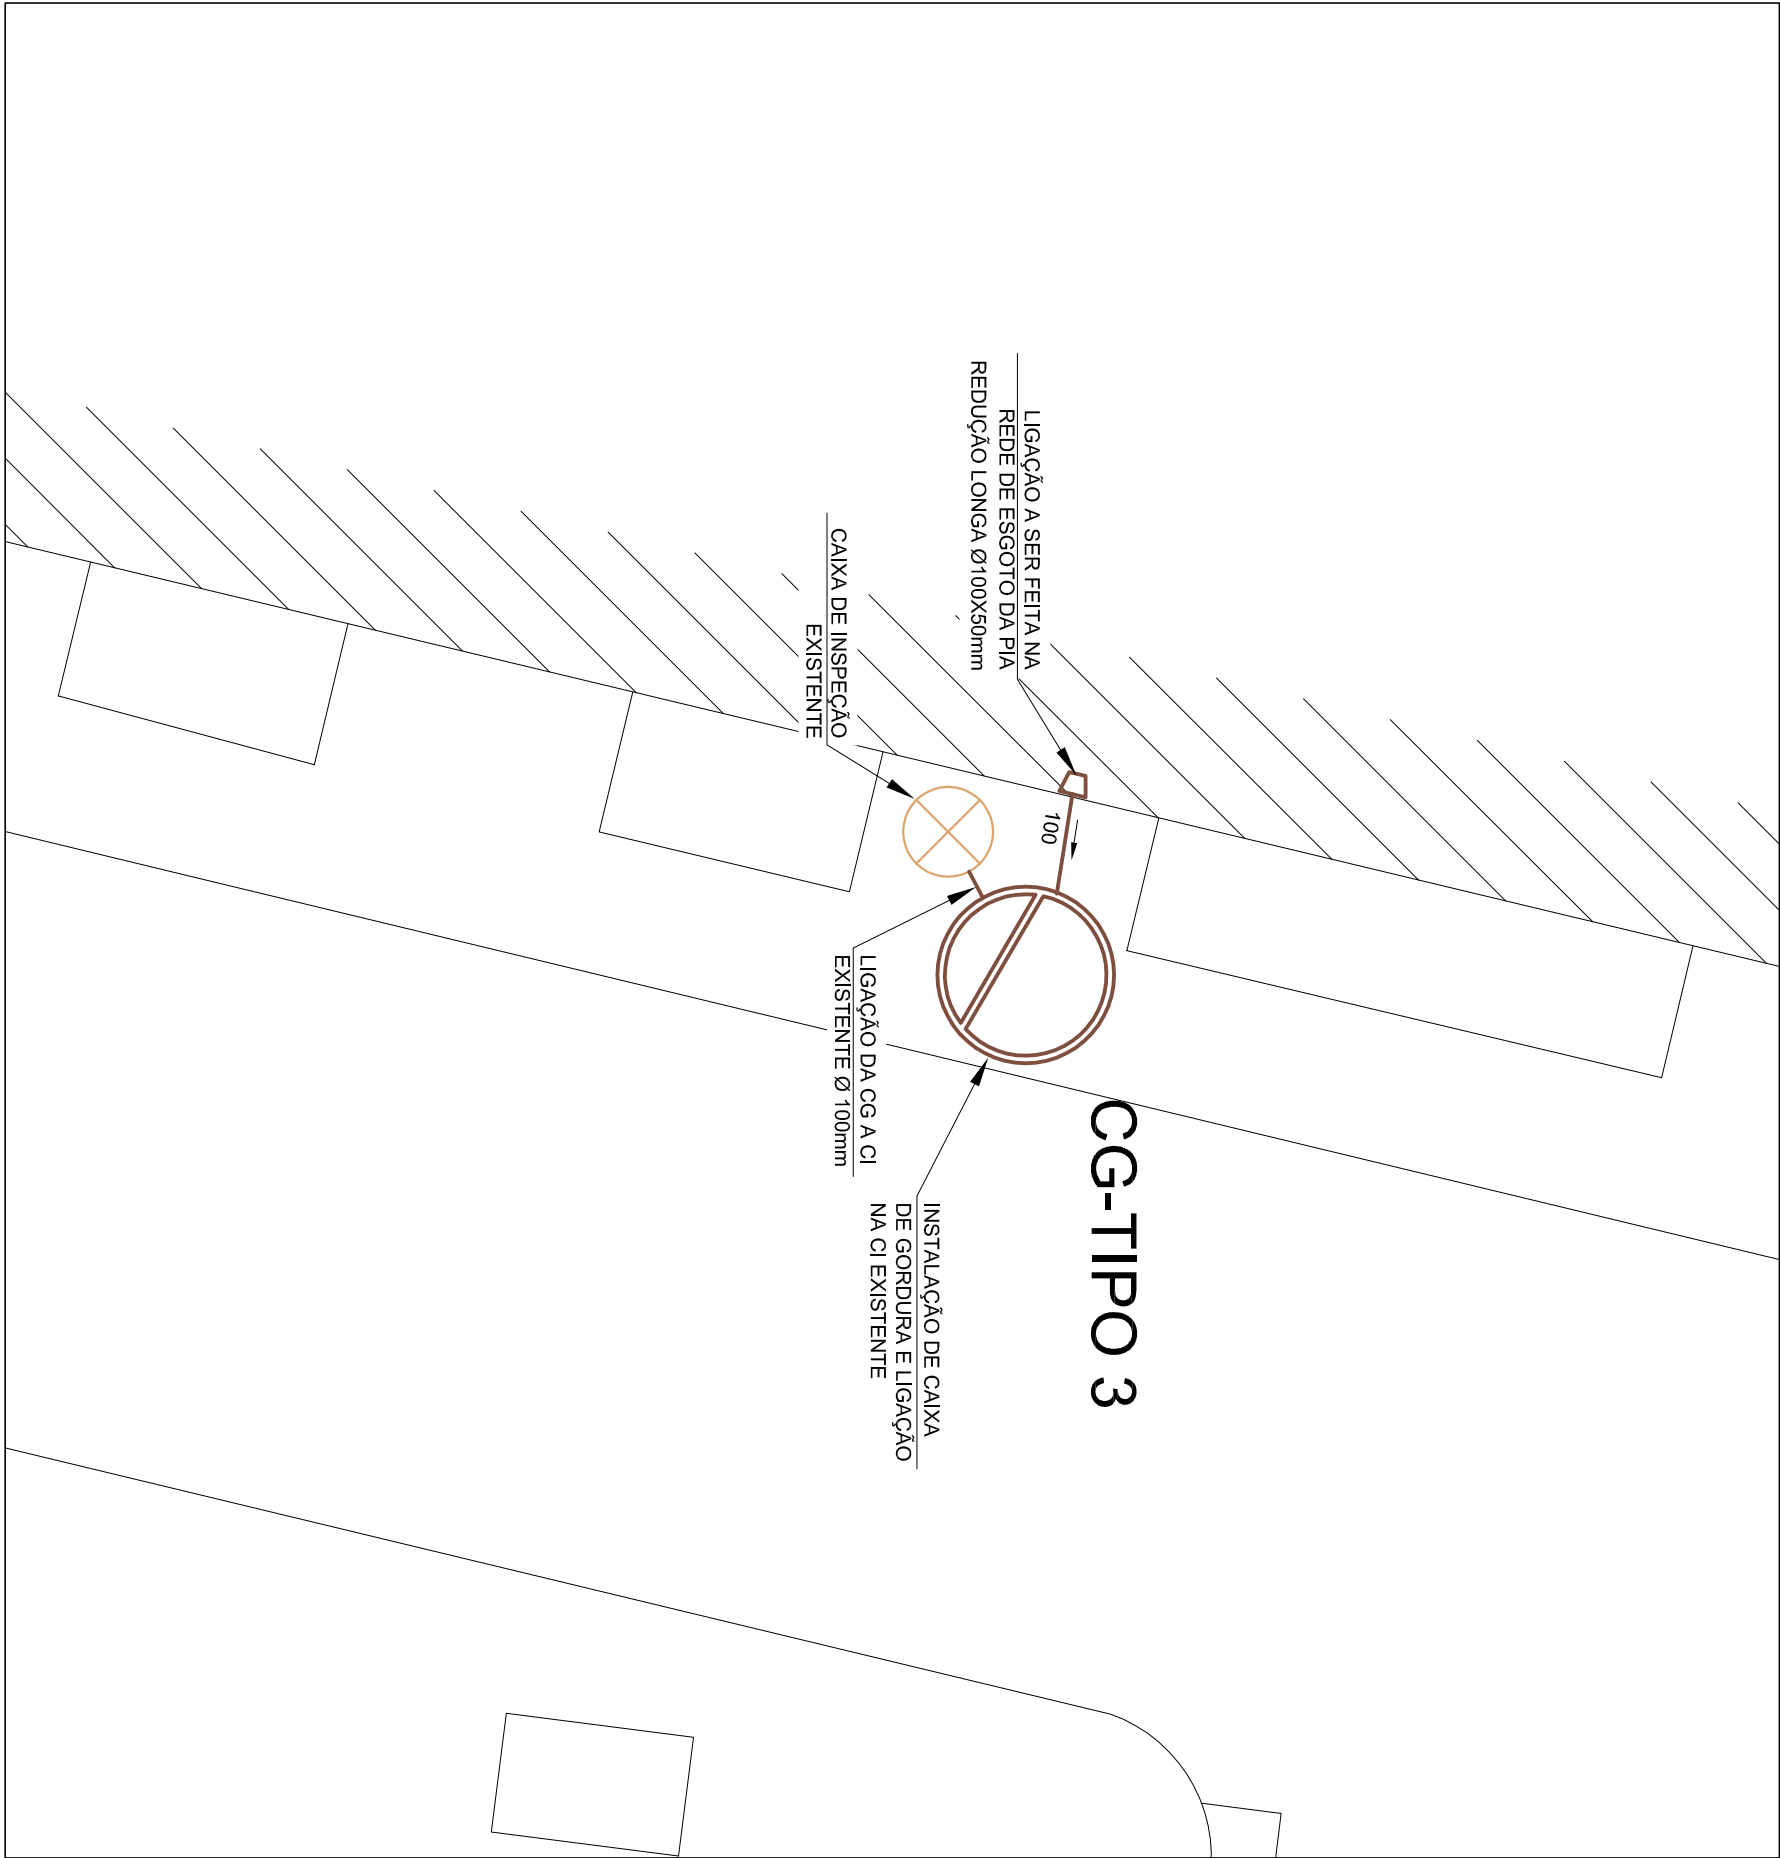 LIGAÇÃO A SER FEITA NA
REDE DE ESGOTO DA PIA
REDUÇÃO LONGA Ø100X50mm
CAIXA DE INSPEÇÃO
EXISTENTE
100
LIGAÇÃO DA CG A CI
EXISTENTE Ø 100mm
CG-TIPO 3
INSTALAÇÃO DE CAIXA
DE GORDURA E LIGAÇÃO
NA CI EXISTENTE